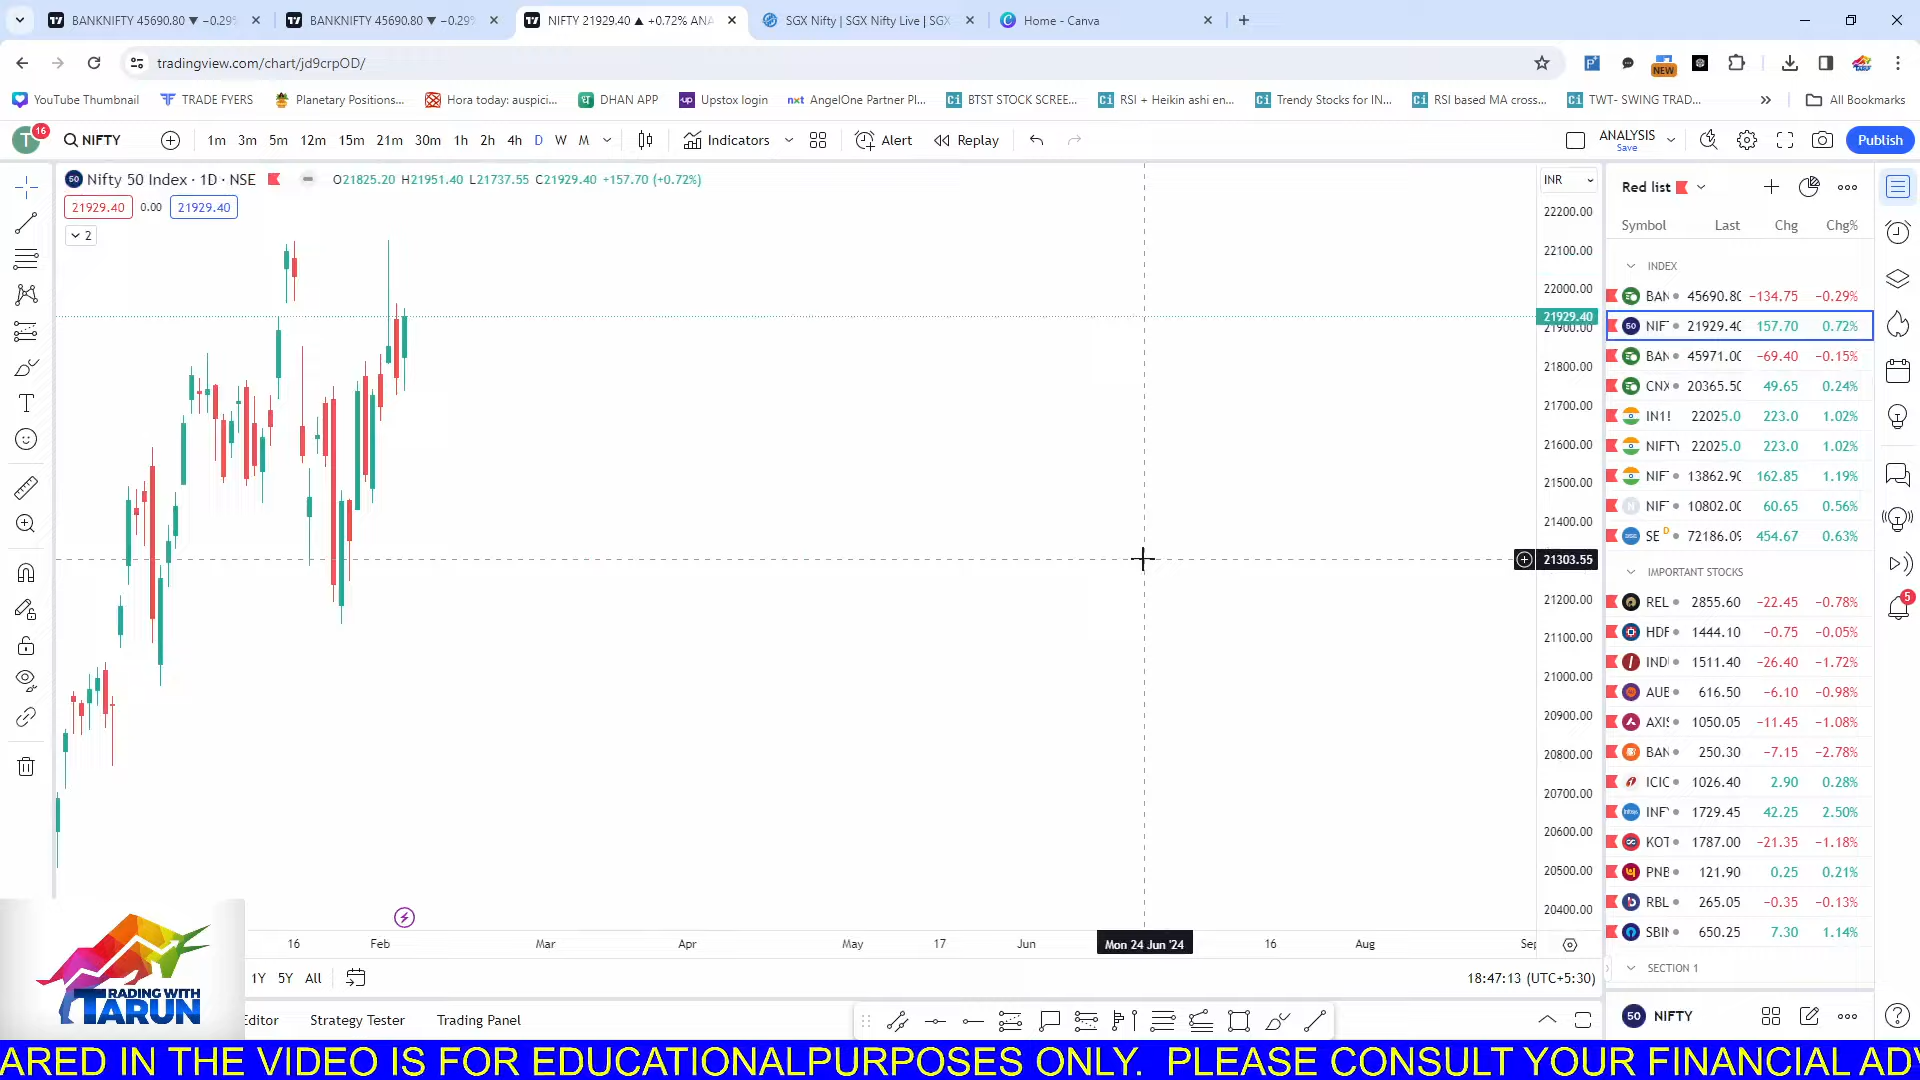 BANKNIFTY 45690.80 ▼ −0.29%
BANKNIFTY 45690.80 ▼ −0.29%
NIFTY 21929.40 ▲ +0.72% ANA
SGX Nifty | SGX Nifty Live | SGX
Home - Canva
tradingview.com/chart/jd9crpOD/
NEW
YouTube Thumbnail
TRADE FYERS
Planetary Positions...
Hora today: auspici...
DHAN APP
Upstox login
AngelOne Partner Pl...
BTST STOCK SCREE...
RSI + Heikin ashi en...
Trendy Stocks for IN...
RSI based MA cross...
TWT- SWING TRAD...
All Bookmarks
T 16
NIFTY
1m 3m 5m 12m 15m 21m 30m 1h 2h 4h D W M
Indicators
Alert
Replay
ANALYSIS
Save
Publish
50 Nifty 50 Index · 1D · NSE
O21825.20 H21951.40 L21737.55 C21929.40 +157.70 (+0.72%)
21929.40 0.00 21929.40
2
INR
22200.00
22100.00
22000.00
21929.40
21900.00
21800.00
21700.00
21600.00
21500.00
21400.00
21303.55
21200.00
21100.00
21000.00
20900.00
20800.00
20700.00
20600.00
20500.00
20400.00
16 Feb Mar Apr May 17 Jun Mon 24 Jun '24 16 Aug Sep
1Y 5Y All
18:47:13 (UTC+5:30)
Editor Strategy Tester Trading Panel
Red list
Symbol Last Chg Chg%
INDEX
BAN 45690.80 −134.75 −0.29%
50 NIF 21929.40 157.70 0.72%
BAN 45971.00 −69.40 −0.15%
CNX 20365.50 49.65 0.24%
IN1! 22025.0 223.0 1.02%
NIFTY 22025.0 223.0 1.02%
NIF 13862.90 162.85 1.19%
N NIF 10802.00 60.65 0.56%
SE D 72186.09 454.67 0.63%
IMPORTANT STOCKS
REL 2855.60 −22.45 −0.78%
HDF 1444.10 −0.75 −0.05%
IND 1511.40 −26.40 −1.72%
AUE 616.50 −6.10 −0.98%
AXIS 1050.05 −11.45 −1.08%
BAN 250.30 −7.15 −2.78%
ICIC 1026.40 2.90 0.28%
INF 1729.45 42.25 2.50%
KOT 1787.00 −21.35 −1.18%
PNB 121.90 0.25 0.21%
RBL 265.05 −0.35 −0.13%
SBIN 650.25 7.30 1.14%
SECTION 1
50 NIFTY
5
TRADING WITH
TARUN
ARED IN THE VIDEO IS FOR EDUCATIONALPURPOSES ONLY. PLEASE CONSULT YOUR FINANCIAL ADV